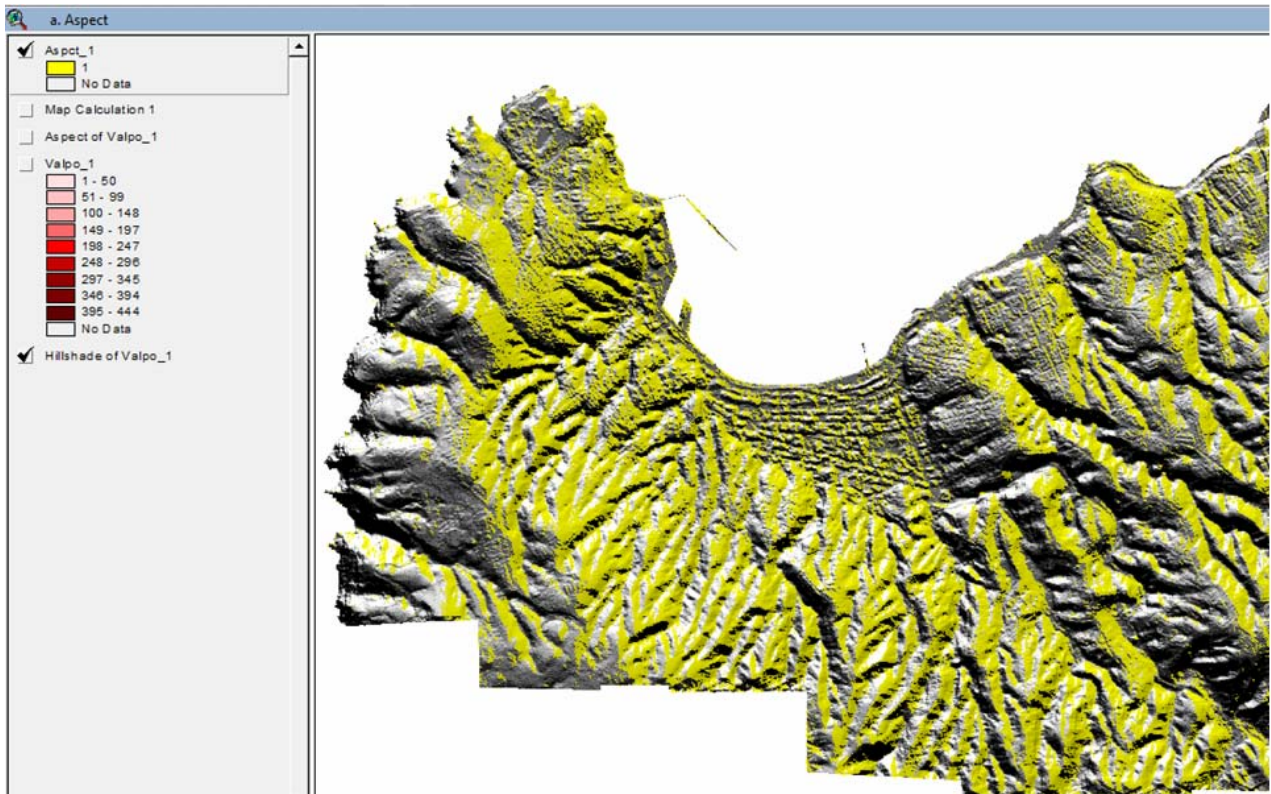 a. Aspect
Aspct_1
1
No Data
Map Calculation 1
Aspect of Valpo_1
Valpo_1
1 - 50
51 - 99
100 - 148
149 - 197
198 - 247
248 - 296
297 - 345
346 - 394
395 - 444
No Data
Hillshade of Valpo_1